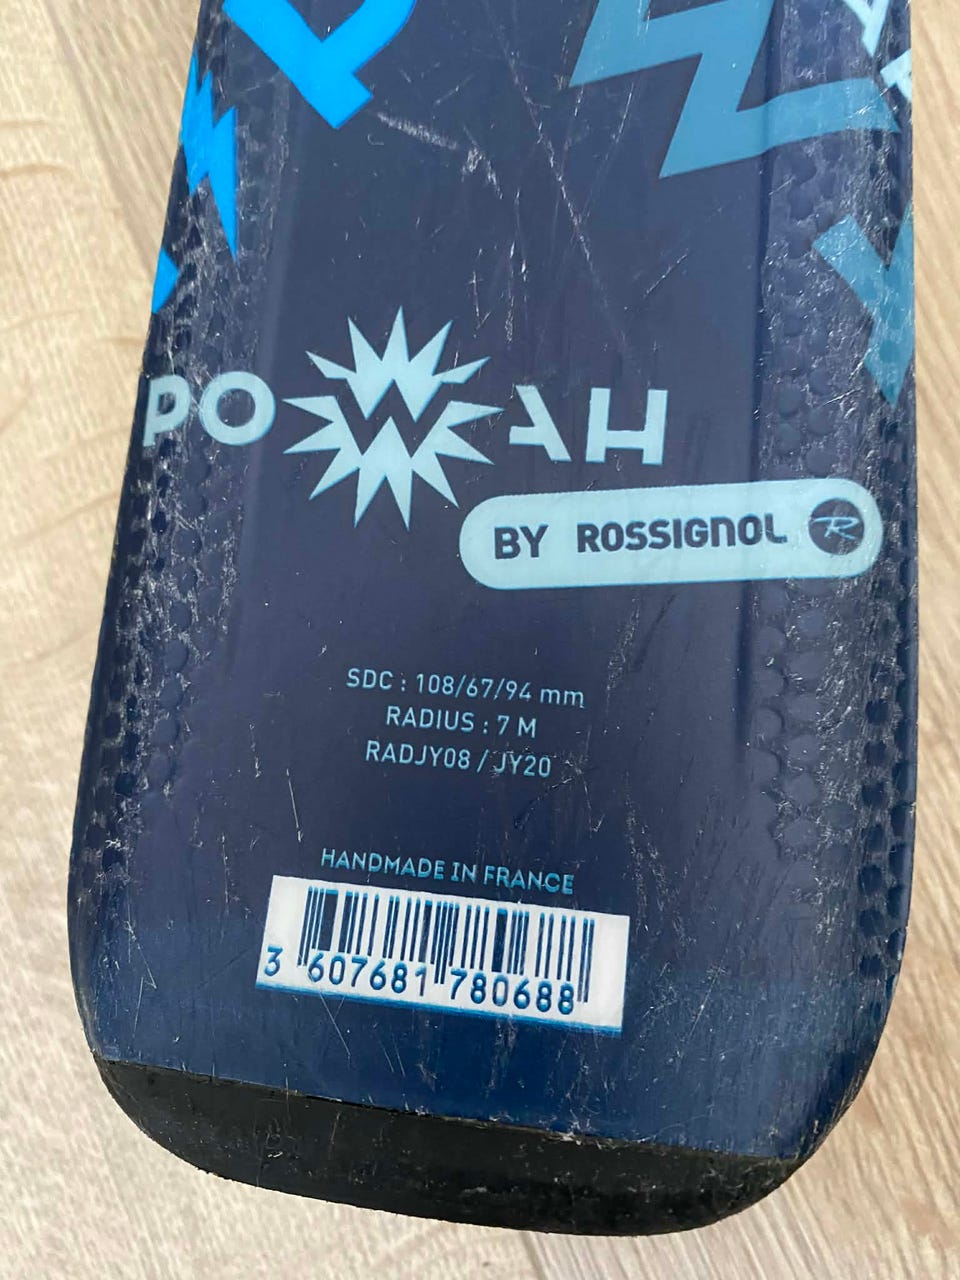 POWAH
BY ROSSIGNOL R
SDC : 108/67/94 mm
RADIUS : 7 M
RADJY08 / JY20
HANDMADE IN FRANCE
3 607681 780688